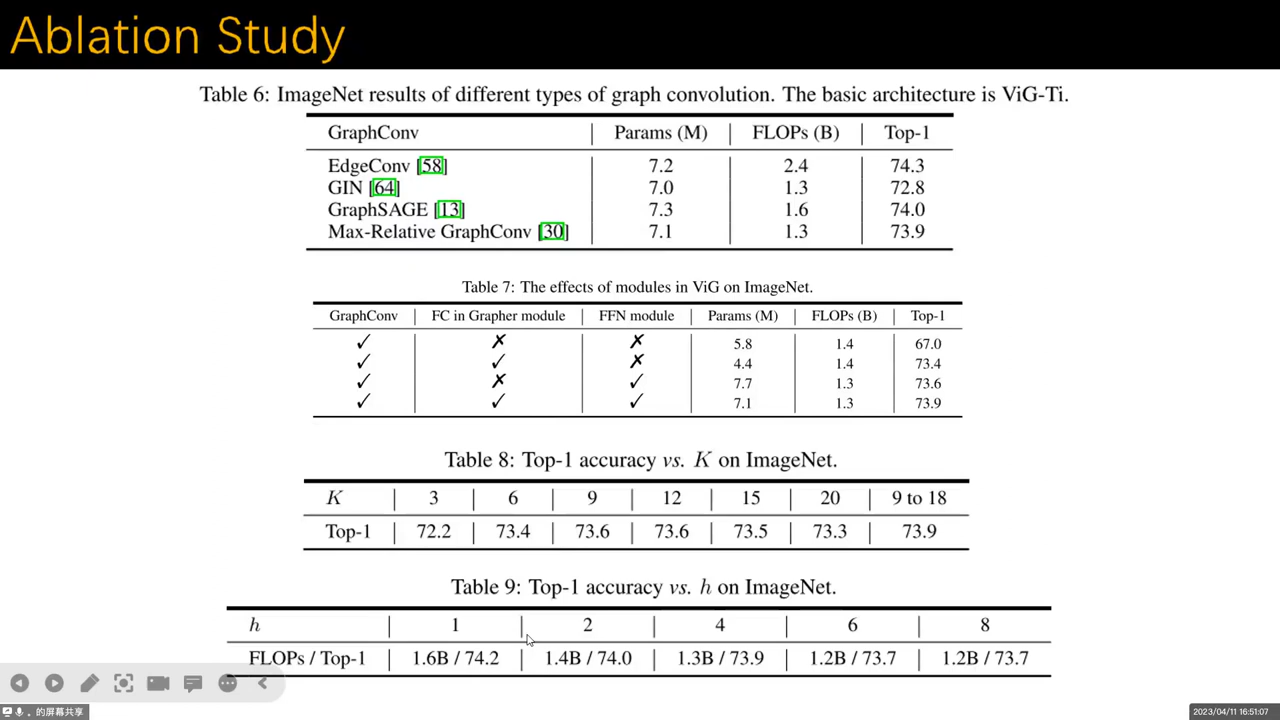 Ablation Study
Table 6: ImageNet results of different types of graph convolution. The basic architecture is ViG-Ti.
GraphConv Params (M) FLOPs (B) Top-1
EdgeConv [58] 7.2 2.4 74.3
GIN [64] 7.0 1.3 72.8
GraphSAGE [13] 7.3 1.6 74.0
Max-Relative GraphConv [30] 7.1 1.3 73.9
Table 7: The effects of modules in ViG on ImageNet.
GraphConv FC in Grapher module FFN module Params (M) FLOPs (B) Top-1
✓ ✗ ✗ 5.8 1.4 67.0
✓ ✓ ✗ 4.4 1.4 73.4
✓ ✗ ✓ 7.7 1.3 73.6
✓ ✓ ✓ 7.1 1.3 73.9
Table 8: Top-1 accuracy vs. K on ImageNet.
K 3 6 9 12 15 20 9 to 18
Top-1 72.2 73.4 73.6 73.6 73.5 73.3 73.9
Table 9: Top-1 accuracy vs. h on ImageNet.
h 1 2 4 6 8
FLOPs / Top-1 1.6B / 74.2 1.4B / 74.0 1.3B / 73.9 1.2B / 73.7 1.2B / 73.7
。的屏幕共享
2023/04/11 16:51:07